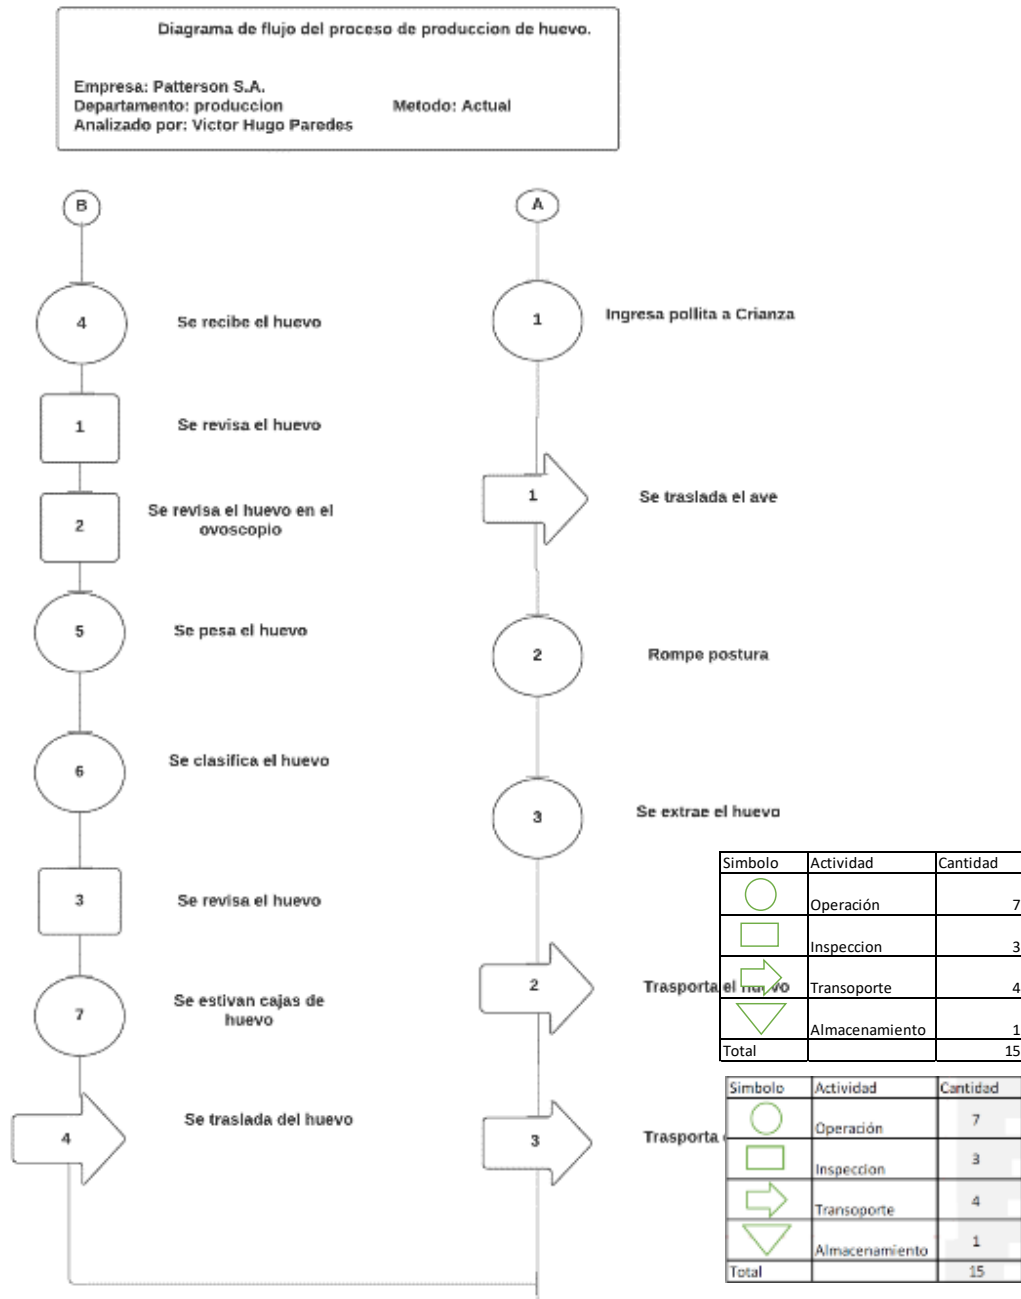 Diagrama de flujo del proceso de produccion de huevo.
Empresa: Patterson S.A.
Departamento: produccion Metodo: Actual
Analizado por: Victor Hugo Paredes
B
4 Se recibe el huevo
1 Se revisa el huevo
2 Se revisa el huevo en el
ovoscopio
5 Se pesa el huevo
6 Se clasifica el huevo
3 Se revisa el huevo
7 Se estivan cajas de
huevo
4 Se traslada del huevo
A
1 Ingresa pollita a Crianza
1 Se traslada el ave
2 Rompe postura
3 Se extrae el huevo
2 Trasporta el huevo
3 Trasporta
Simbolo Actividad Cantidad
Operación 7
Inspeccion 3
Transoporte 4
Almacenamiento 1
Total 15
Simbolo Actividad Cantidad
Operación 7
Inspeccion 3
Transoporte 4
Almacenamiento 1
Total 15